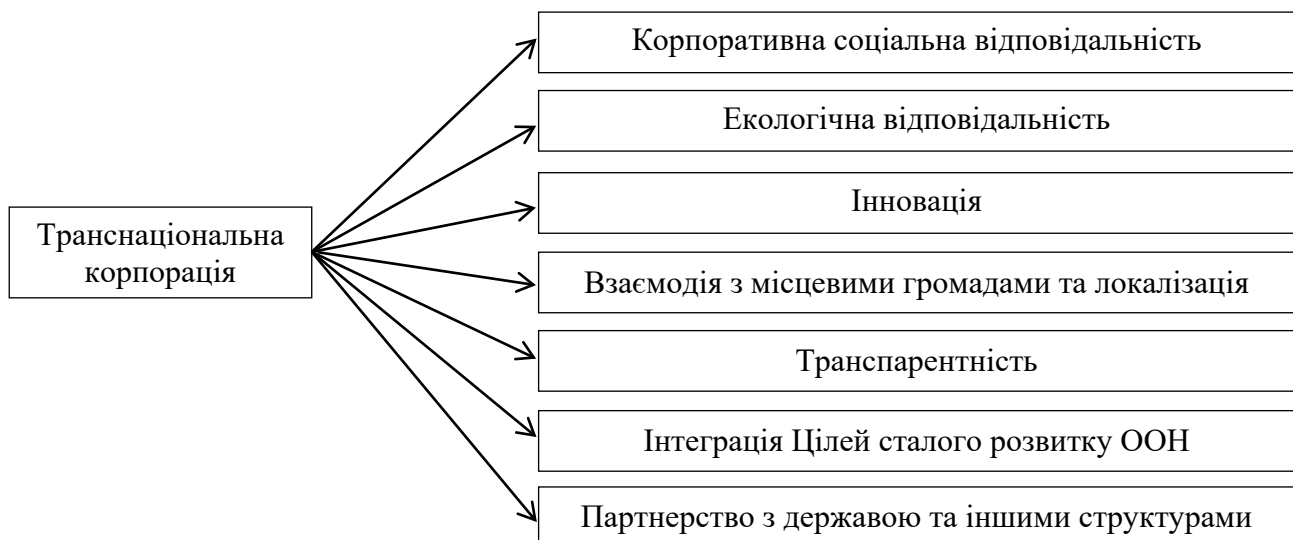 Корпоративна соціальна відповідальність
Екологічна відповідальність
Інновація
Транснаціональна
корпорація
Взаємодія з місцевими громадами та локалізація
Транспарентність
Інтеграція Цілей сталого розвитку ООН
Партнерство з державою та іншими структурами